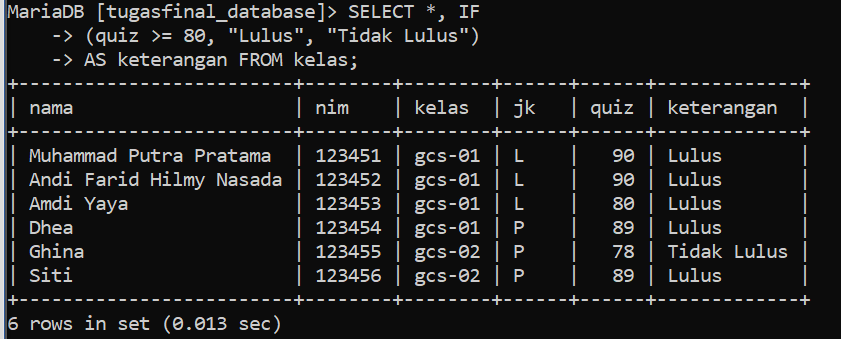 MariaDB [tugasfinal_database]> SELECT *, IF
    -> (quiz >= 80, "Lulus", "Tidak Lulus")
    -> AS keterangan FROM kelas;
+--------------------------+--------+--------+------+------+-------------+
| nama                     | nim    | kelas  | jk   | quiz | keterangan  |
+--------------------------+--------+--------+------+------+-------------+
| Muhammad Putra Pratama   | 123451 | gcs-01 | L    |   90 | Lulus       |
| Andi Farid Hilmy Nasada  | 123452 | gcs-01 | L    |   90 | Lulus       |
| Amdi Yaya                | 123453 | gcs-01 | L    |   80 | Lulus       |
| Dhea                     | 123454 | gcs-01 | P    |   89 | Lulus       |
| Ghina                    | 123455 | gcs-02 | P    |   78 | Tidak Lulus |
| Siti                     | 123456 | gcs-02 | P    |   89 | Lulus       |
+--------------------------+--------+--------+------+------+-------------+
6 rows in set (0.013 sec)